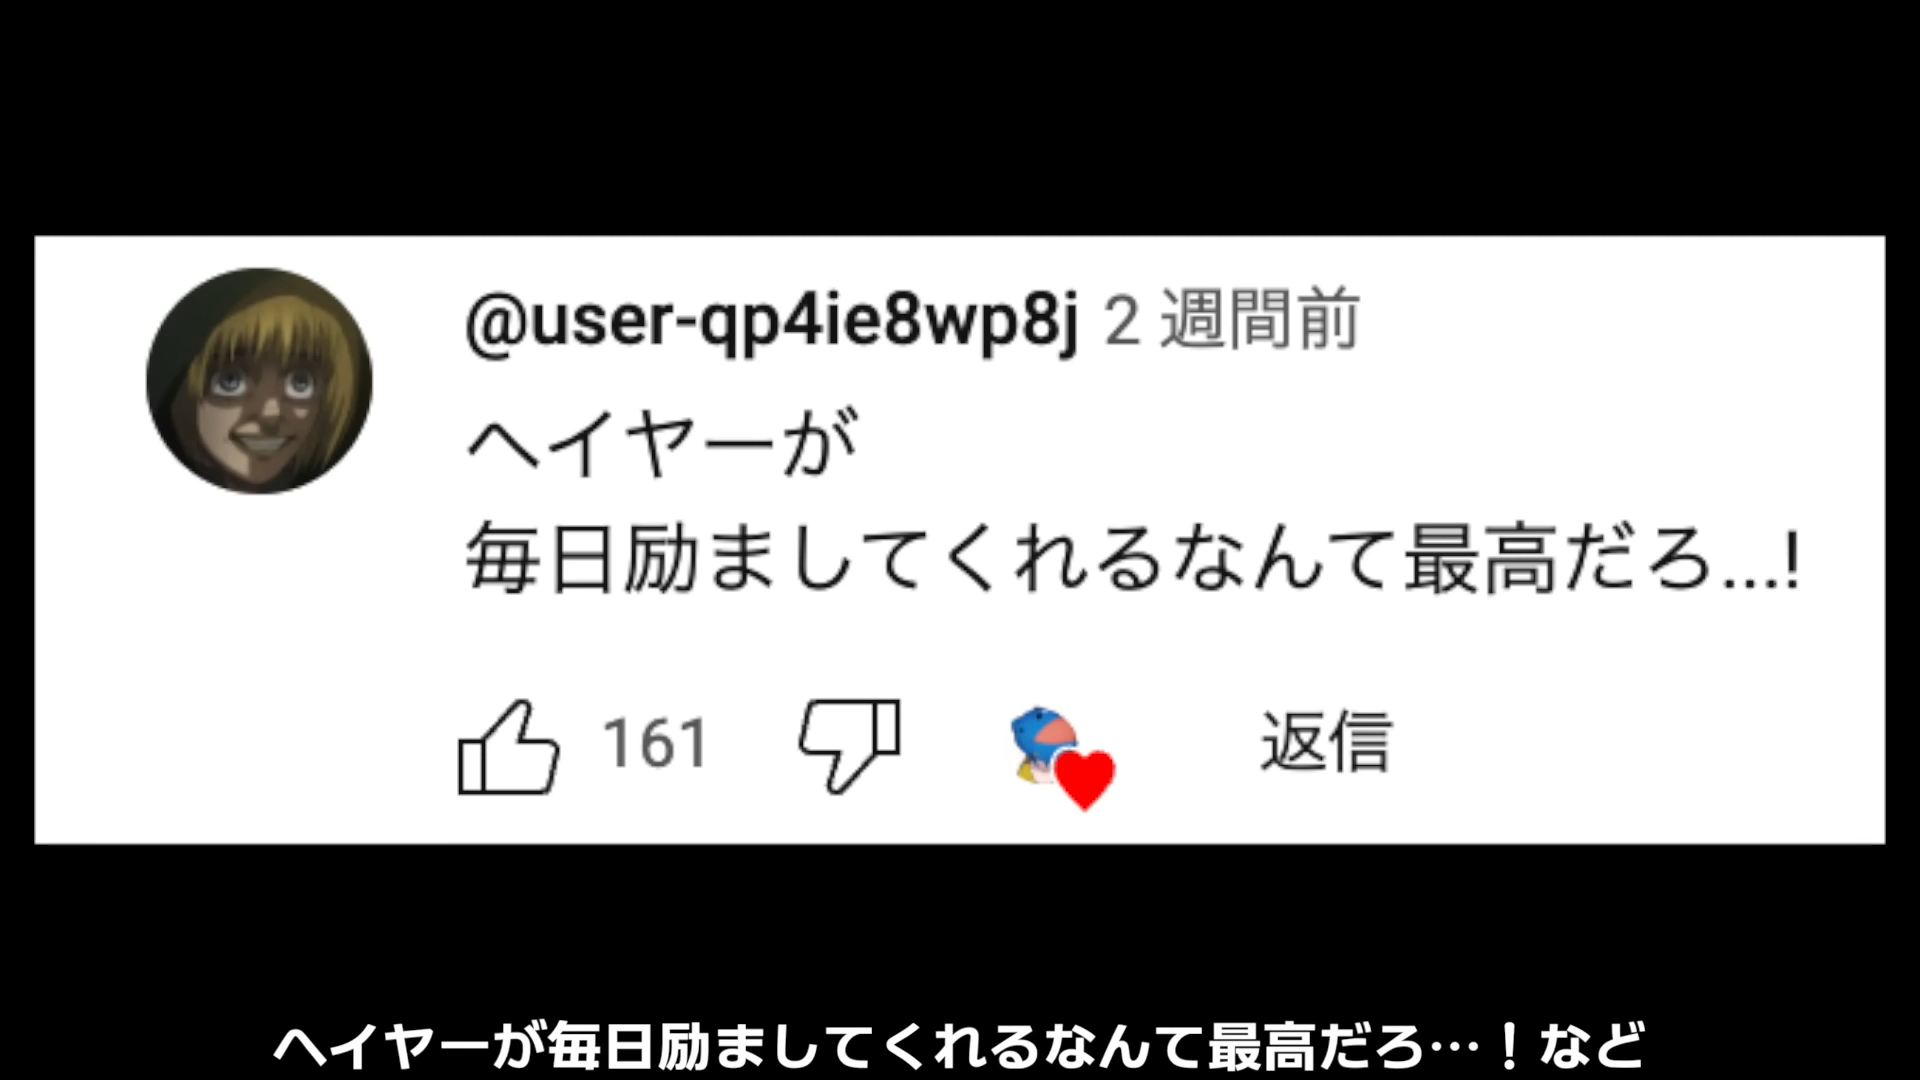 @user-qp4ie8wp8j 2 週間前
ヘイヤーが
毎日励ましてくれるなんて最高だろ...!
161
返信
ヘイヤーが毎日励ましてくれるなんて最高だろ…！など